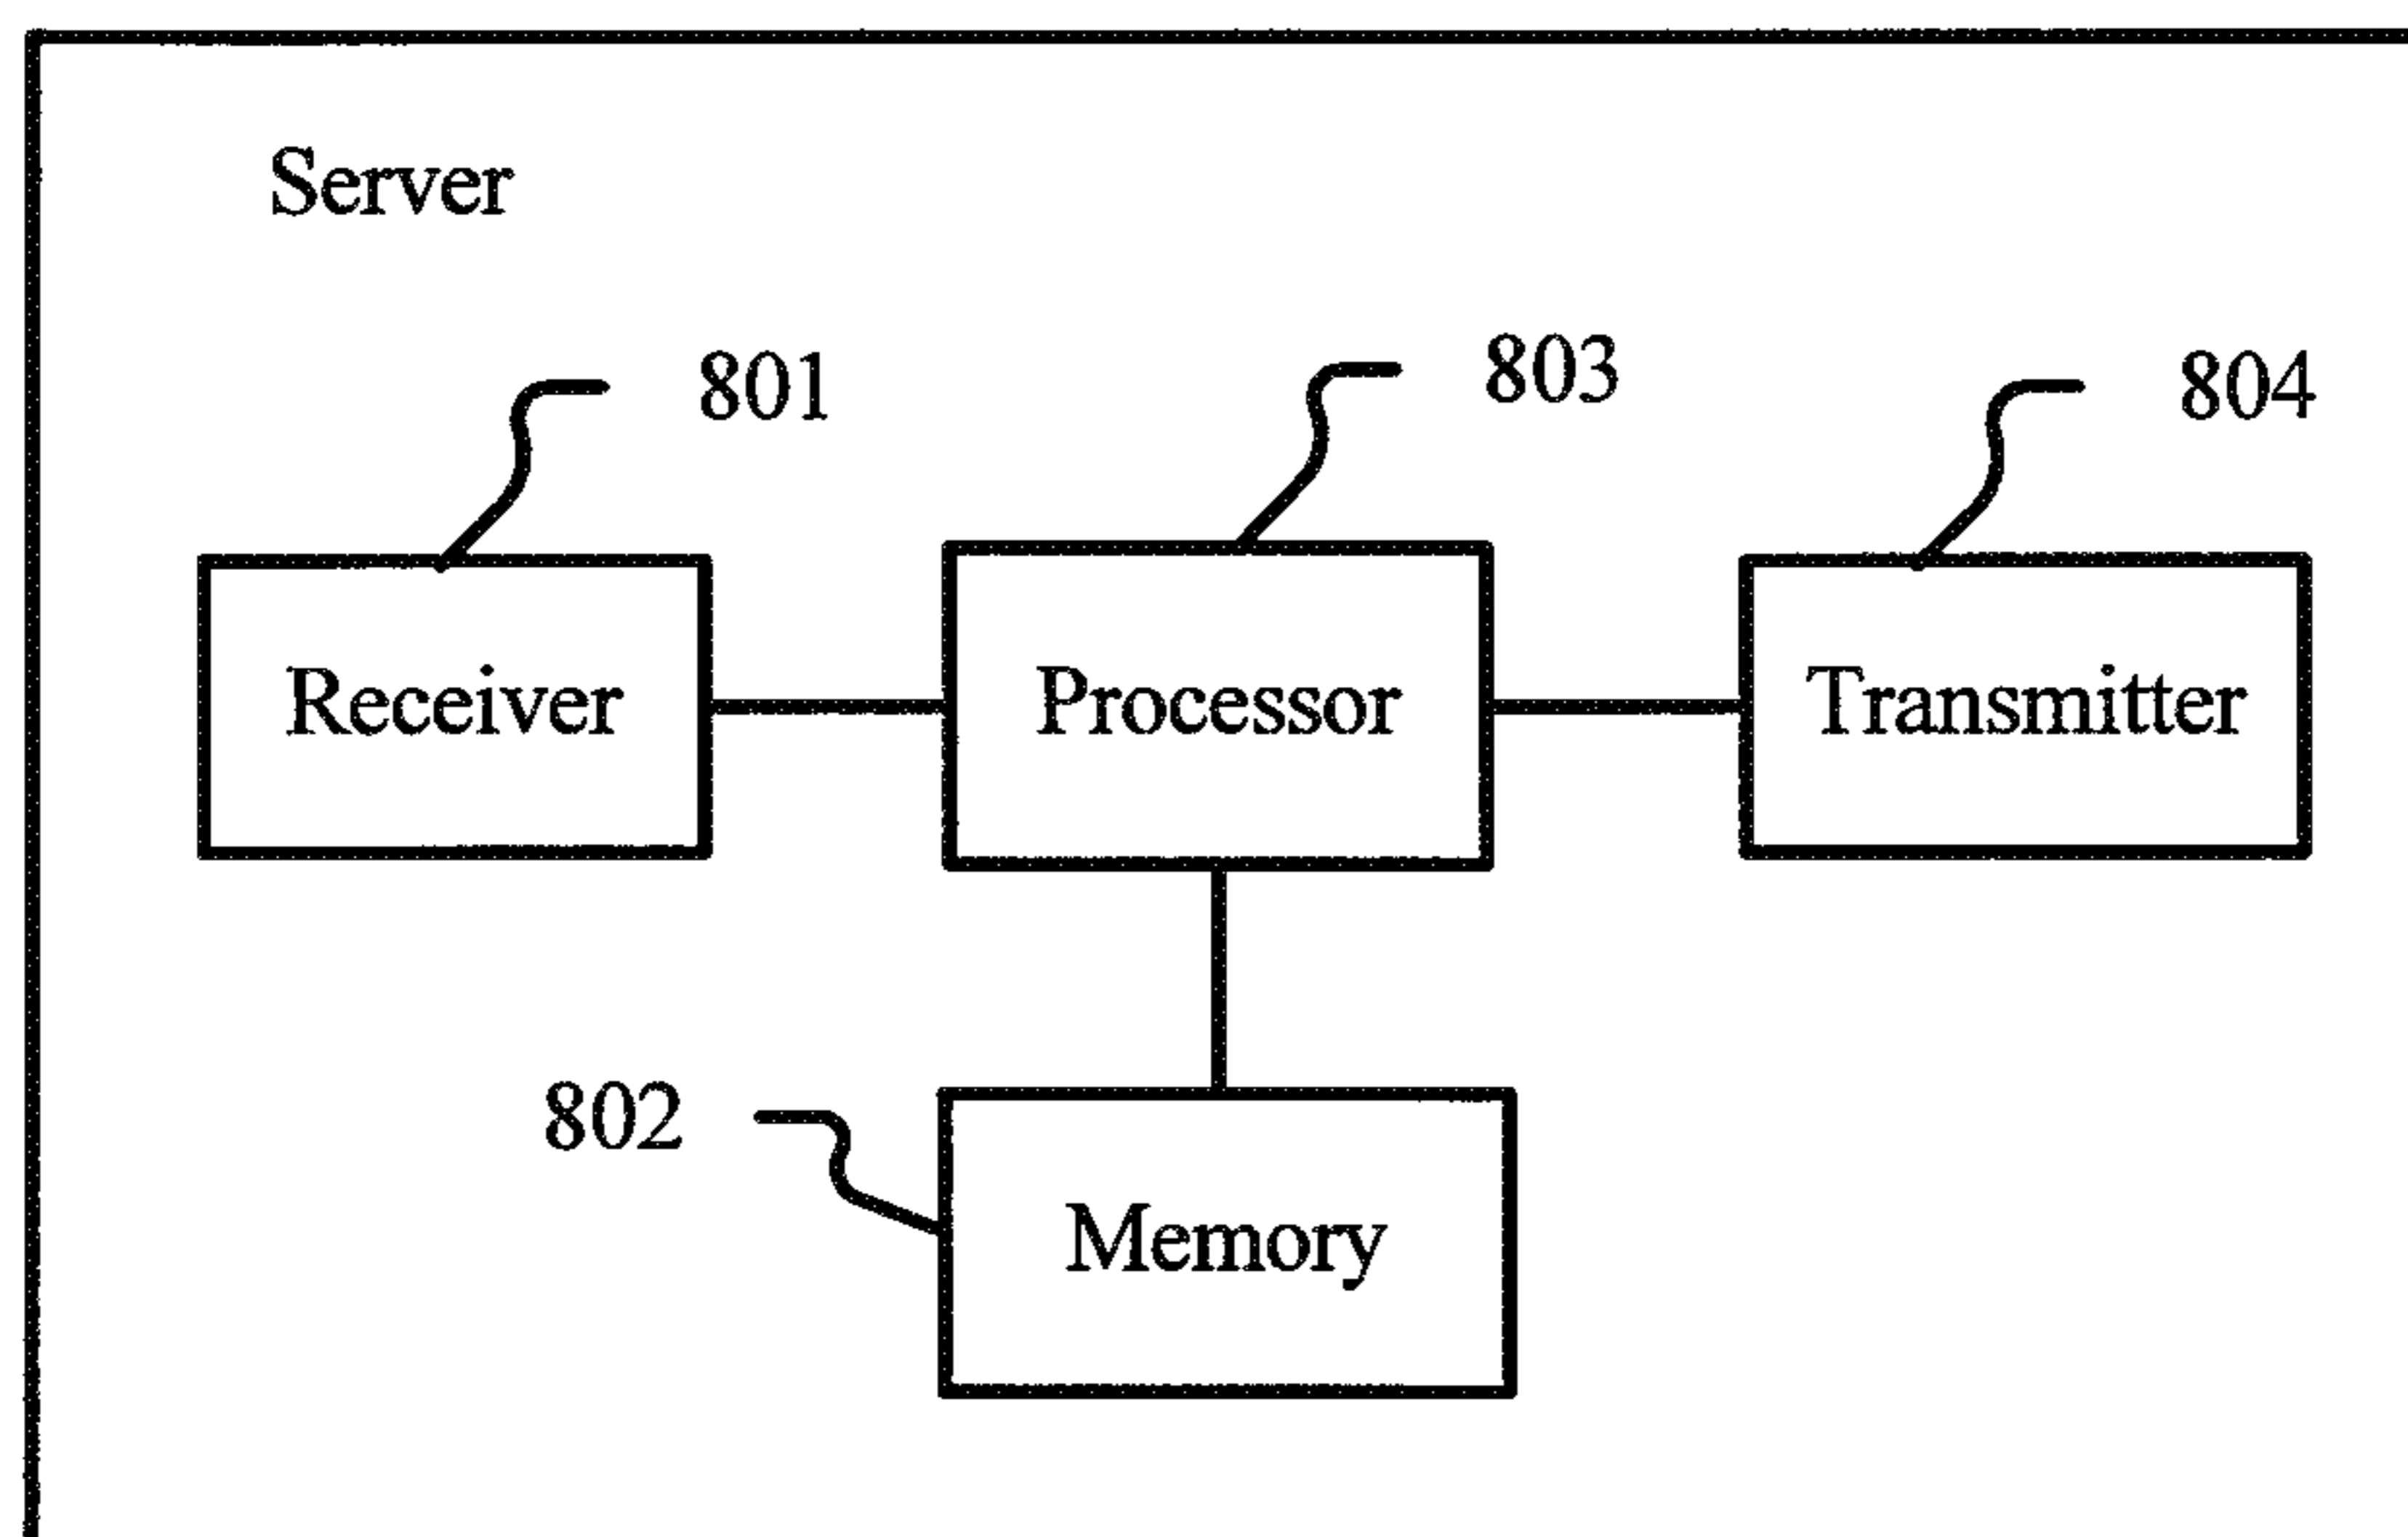 Server
801
803
804
Receiver
Processor
Transmitter
802
Memory